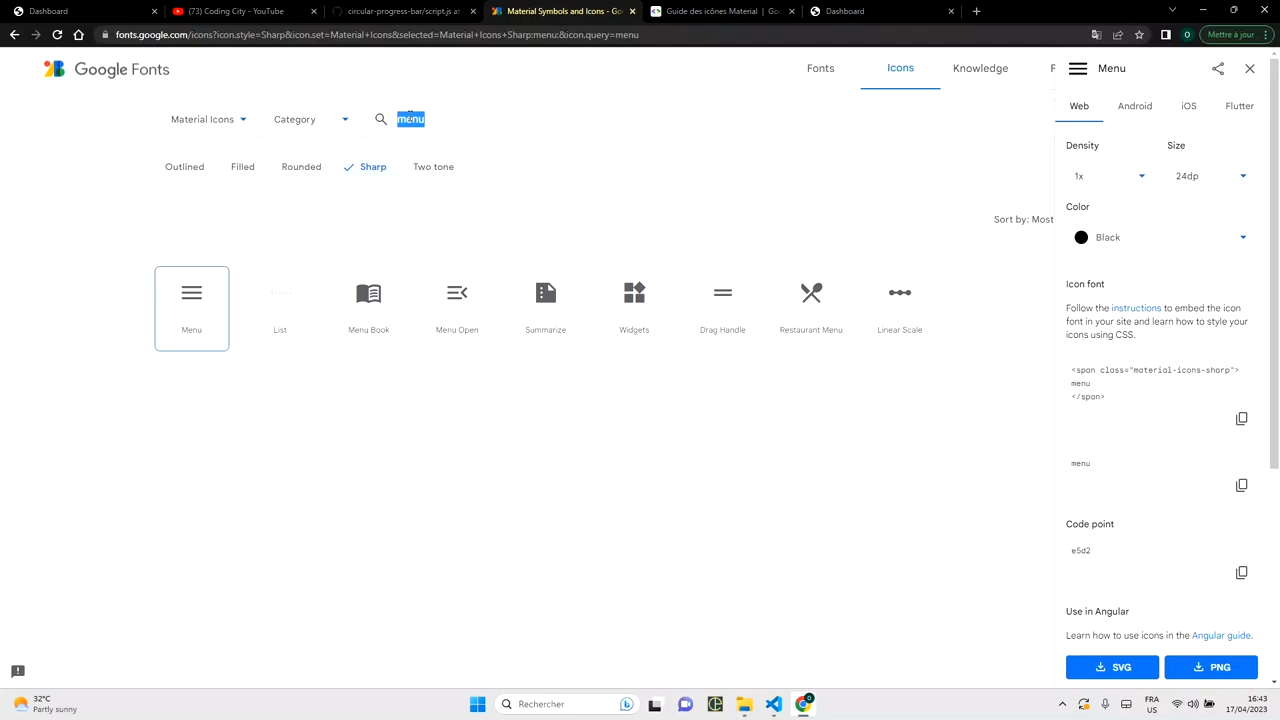 Dashboard
(73) Coding City - YouTube
circular-progress-bar/script.js at
Material Symbols and Icons - Go
Guide des icônes Material | Goo
Dashboard
fonts.google.com/icons?icon.style=Sharp&icon.set=Material+Icons&selected=Material+Icons+Sharp:menu:&icon.query=menu
0
Mettre à jour
Google Fonts
Fonts
Icons
Knowledge
F
Menu
Web
Android
iOS
Flutter
Material Icons
Category
menu
Outlined
Filled
Rounded
Sharp
Two tone
Sort by: Most
Menu
List
Menu Book
Menu Open
Summarize
Widgets
Drag Handle
Restaurant Menu
Linear Scale
Density
Size
1x
24dp
Color
Black
Icon font
Follow the instructions to embed the icon
font in your site and learn how to style your
icons using CSS.
<span class="material-icons-sharp">
menu
</span>
menu
Code point
e5d2
Use in Angular
Learn how to use icons in the Angular guide.
SVG
PNG
32°C
Partly sunny
Rechercher
FRA
US
16:43
17/04/2023